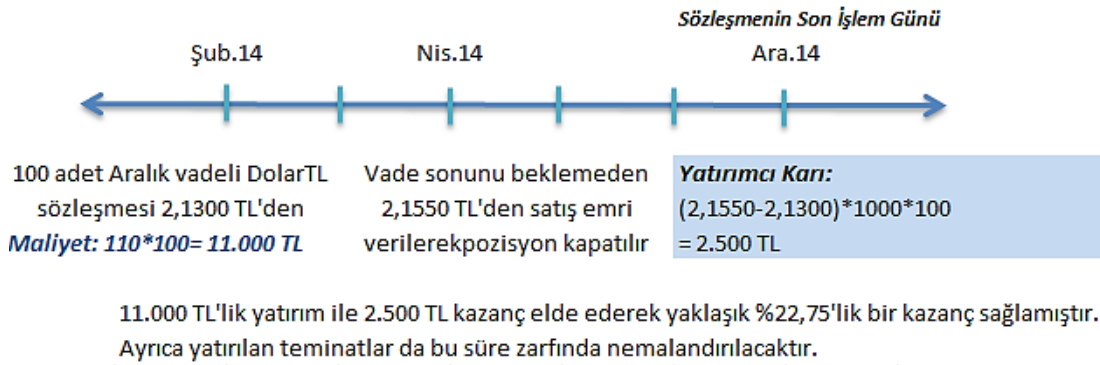 Sözleşmenin Son İşlem Günü
Şub.14 Nis.14 Ara.14
100 adet Aralık vadeli DolarTL
sözleşmesi 2,1300 TL'den
Maliyet: 110*100= 11.000 TL
Vade sonunu beklemeden
2,1550 TL'den satış emri
verilerekpozisyon kapatılır
Yatırımcı Karı:
(2,1550-2,1300)*1000*100
= 2.500 TL
11.000 TL'lik yatırım ile 2.500 TL kazanç elde ederek yaklaşık %22,75'lik bir kazanç sağlamıştır.
Ayrıca yatırılan teminatlar da bu süre zarfında nemalandırılacaktır.